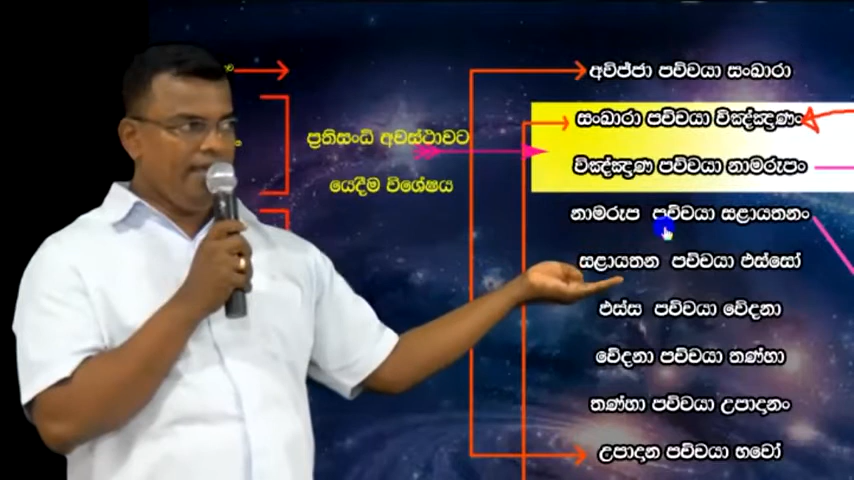 ප්‍රතිසංධි අවස්ථාවට
යෙදීම විශේෂය
අවිජ්ජා පච්චයා සංඛාරා
සංඛාරා පච්චයා විඤ්ඤාණං
විඤ්ඤාණ පච්චයා නාමරූපං
නාමරූප පච්චයා සළායතනං
සළායතන පච්චයා ඵස්සෝ
ඵස්ස පච්චයා වේදනා
වේදනා පච්චයා තණ්හා
තණ්හා පච්චයා උපාදානං
උපාදාන පච්චයා භවෝ